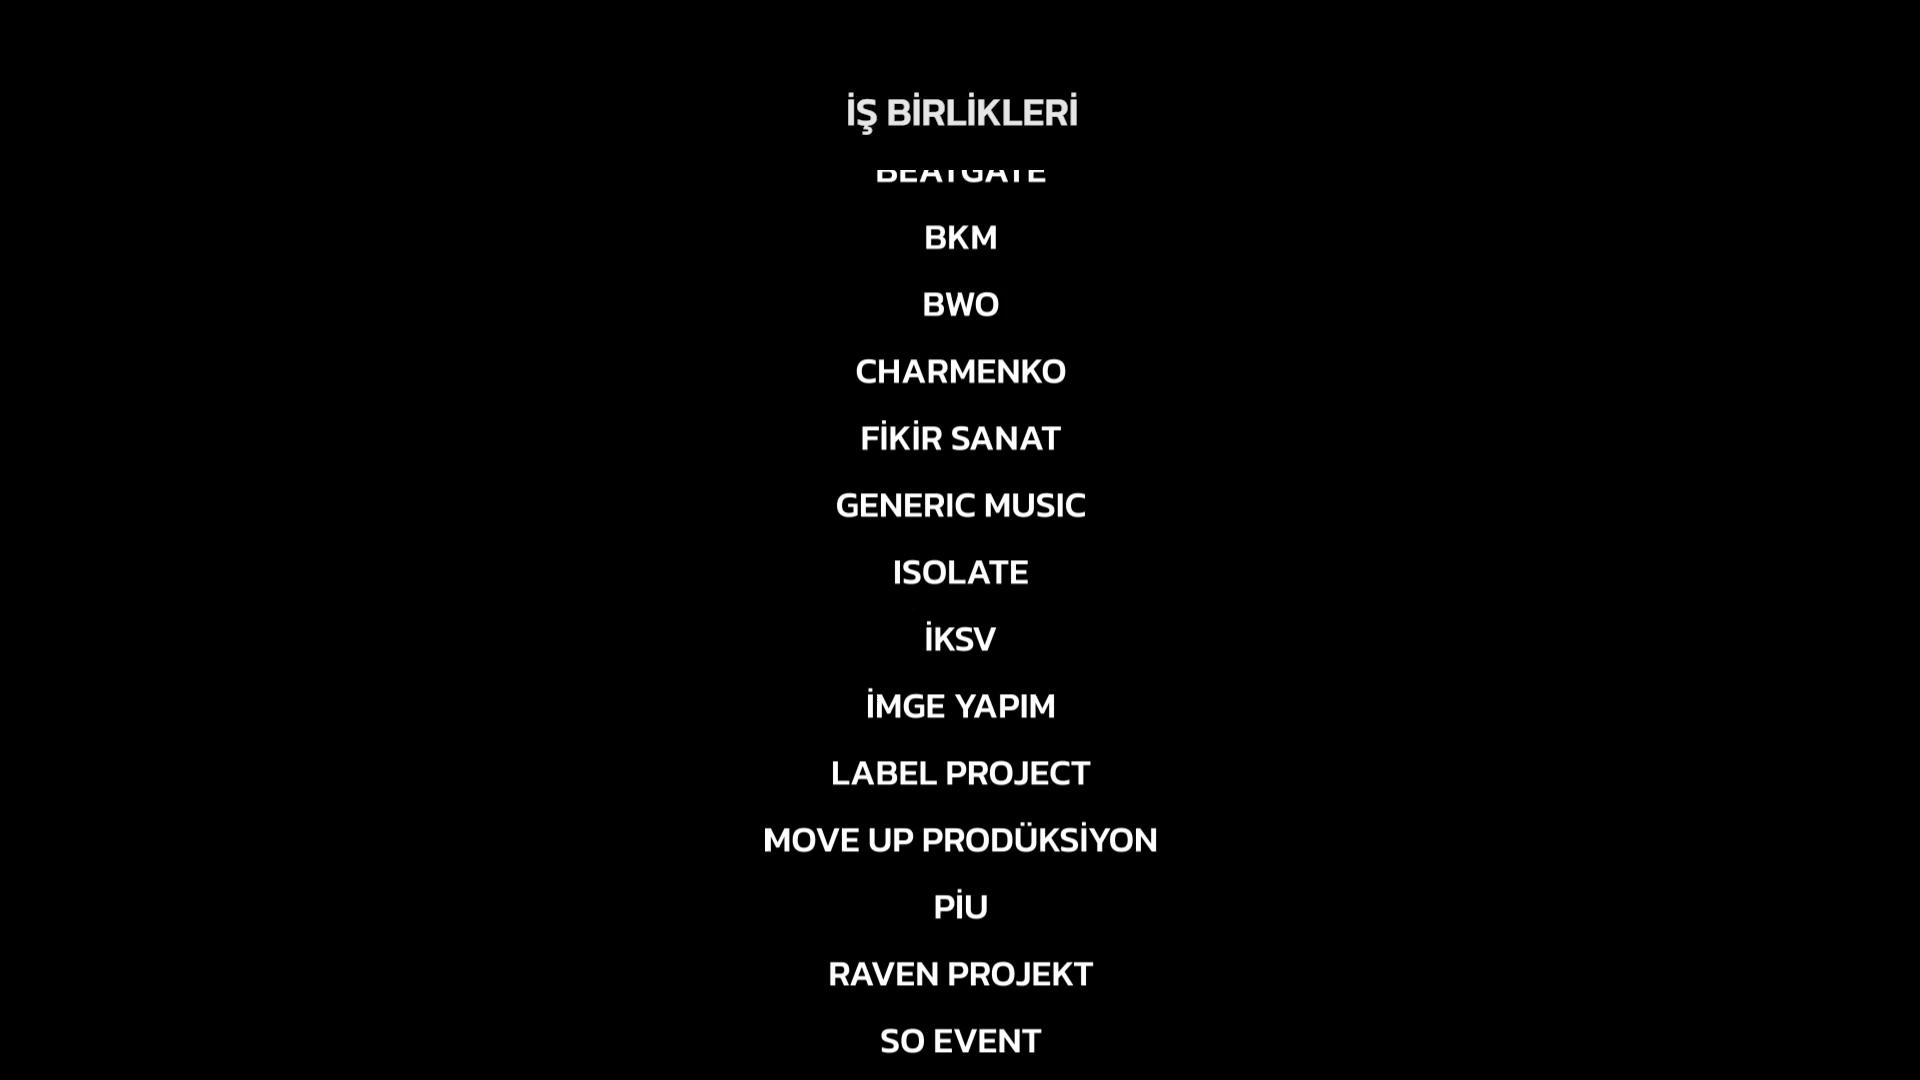 İŞ BİRLİKLERİ
BEATGATE
BKM
BWO
CHARMENKO
FİKİR SANAT
GENERIC MUSIC
ISOLATE
İKSV
İMGE YAPIM
LABEL PROJECT
MOVE UP PRODÜKSİYON
PİU
RAVEN PROJEKT
SO EVENT